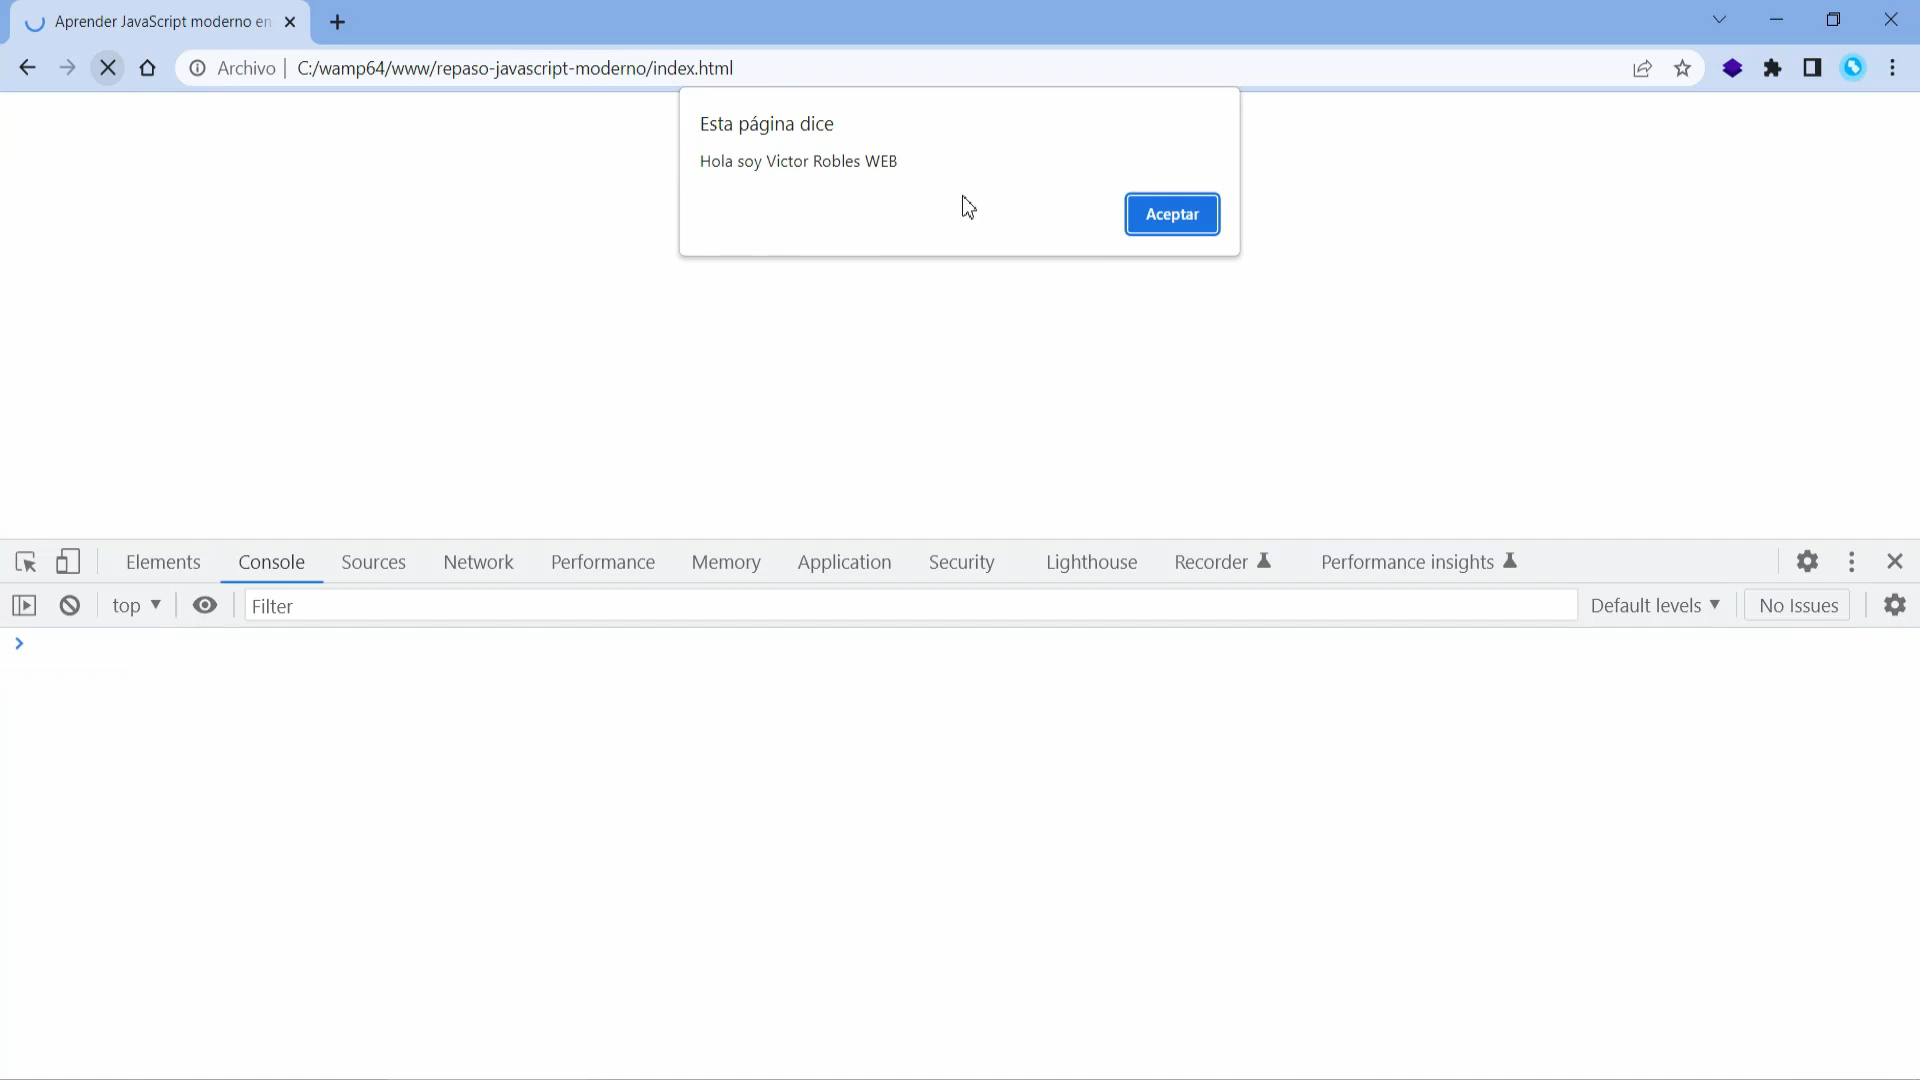 Aprender JavaScript moderno en
Archivo | C:/wamp64/www/repaso-javascript-moderno/index.html
Esta página dice
Hola soy Victor Robles WEB
Aceptar
Elements Console Sources Network Performance Memory Application Security Lighthouse Recorder Performance insights
top Filter Default levels No Issues